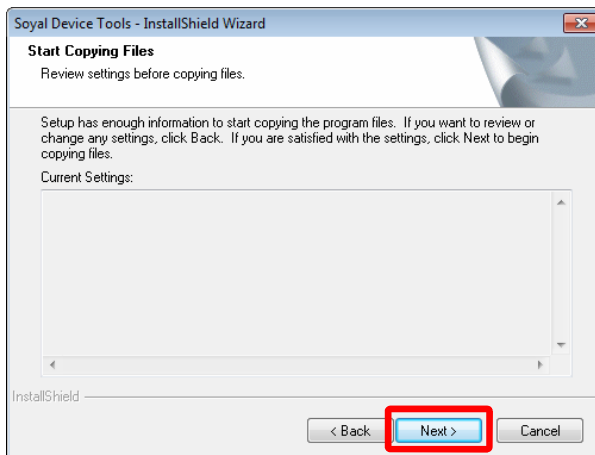 Soyal Device Tools - InstallShield Wizard
Start Copying Files
Review settings before copying files.
Setup has enough information to start copying the program files. If you want to review or
change any settings, click Back. If you are satisfied with the settings, click Next to begin
copying files.
Current Settings:
InstallShield
< Back
Next >
Cancel